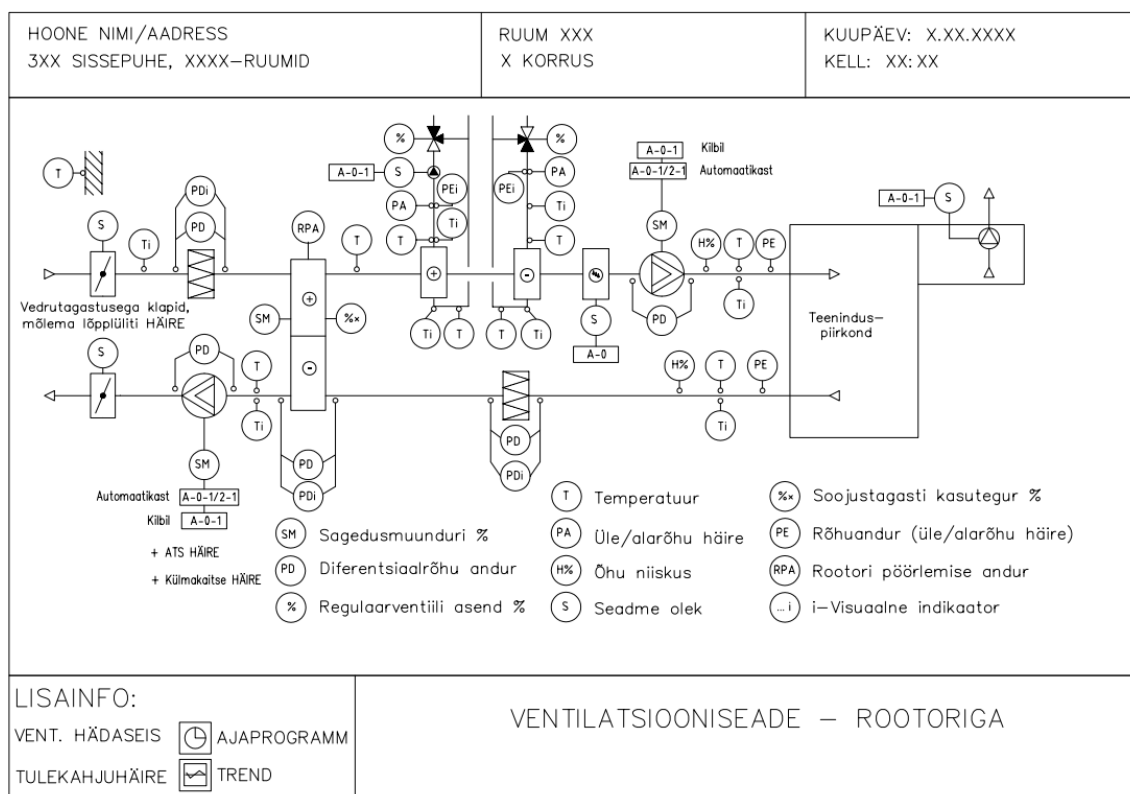 HOONE NIMI/AADRESS
3XX SISSEPUHE, XXXX-RUUMID
RUUM XXX
X KORRUS
KUUPÄEV: X.XX.XXXX
KELL: XX:XX
% %
A-0-1 S
PA PEi Ti T
PEi PA Ti T
Kilbil
A-0-1
A-0-1/2-1 Automaatikast
A-0-1 S
T
PDi
PD
S Ti
RPA T
SM
H% T PE
Vedrutagastusega klapid,
mõlema lõpplüliti HÄIRE
SM %x
Ti T T Ti
S
A-0
PD
Ti
Teenindus-
piirkond
S
PD
T
Ti
H% T PE
Ti
SM
PD
PDi
PD
PDi
Automaatikast A-0-1/2-1
Kilbil A-0-1
+ ATS HÄIRE
+ Külmakaitse HÄIRE
SM Sagedusmuunduri %
PD Diferentsiaalrõhu andur
% Regulaarventiili asend %
T Temperatuur
PA Üle/alarõhu häire
H% Õhu niiskus
S Seadme olek
%x Soojustagasti kasutegur %
PE Rõhuandur (üle/alarõhu häire)
RPA Rootori pöörlemise andur
...i i-Visuaalne indikaator
LISAINFO:
VENT. HÄDASEIS AJAPROGRAMM
TULEKAHJUHÄIRE TREND
VENTILATSIOONISEADE – ROOTORIGA